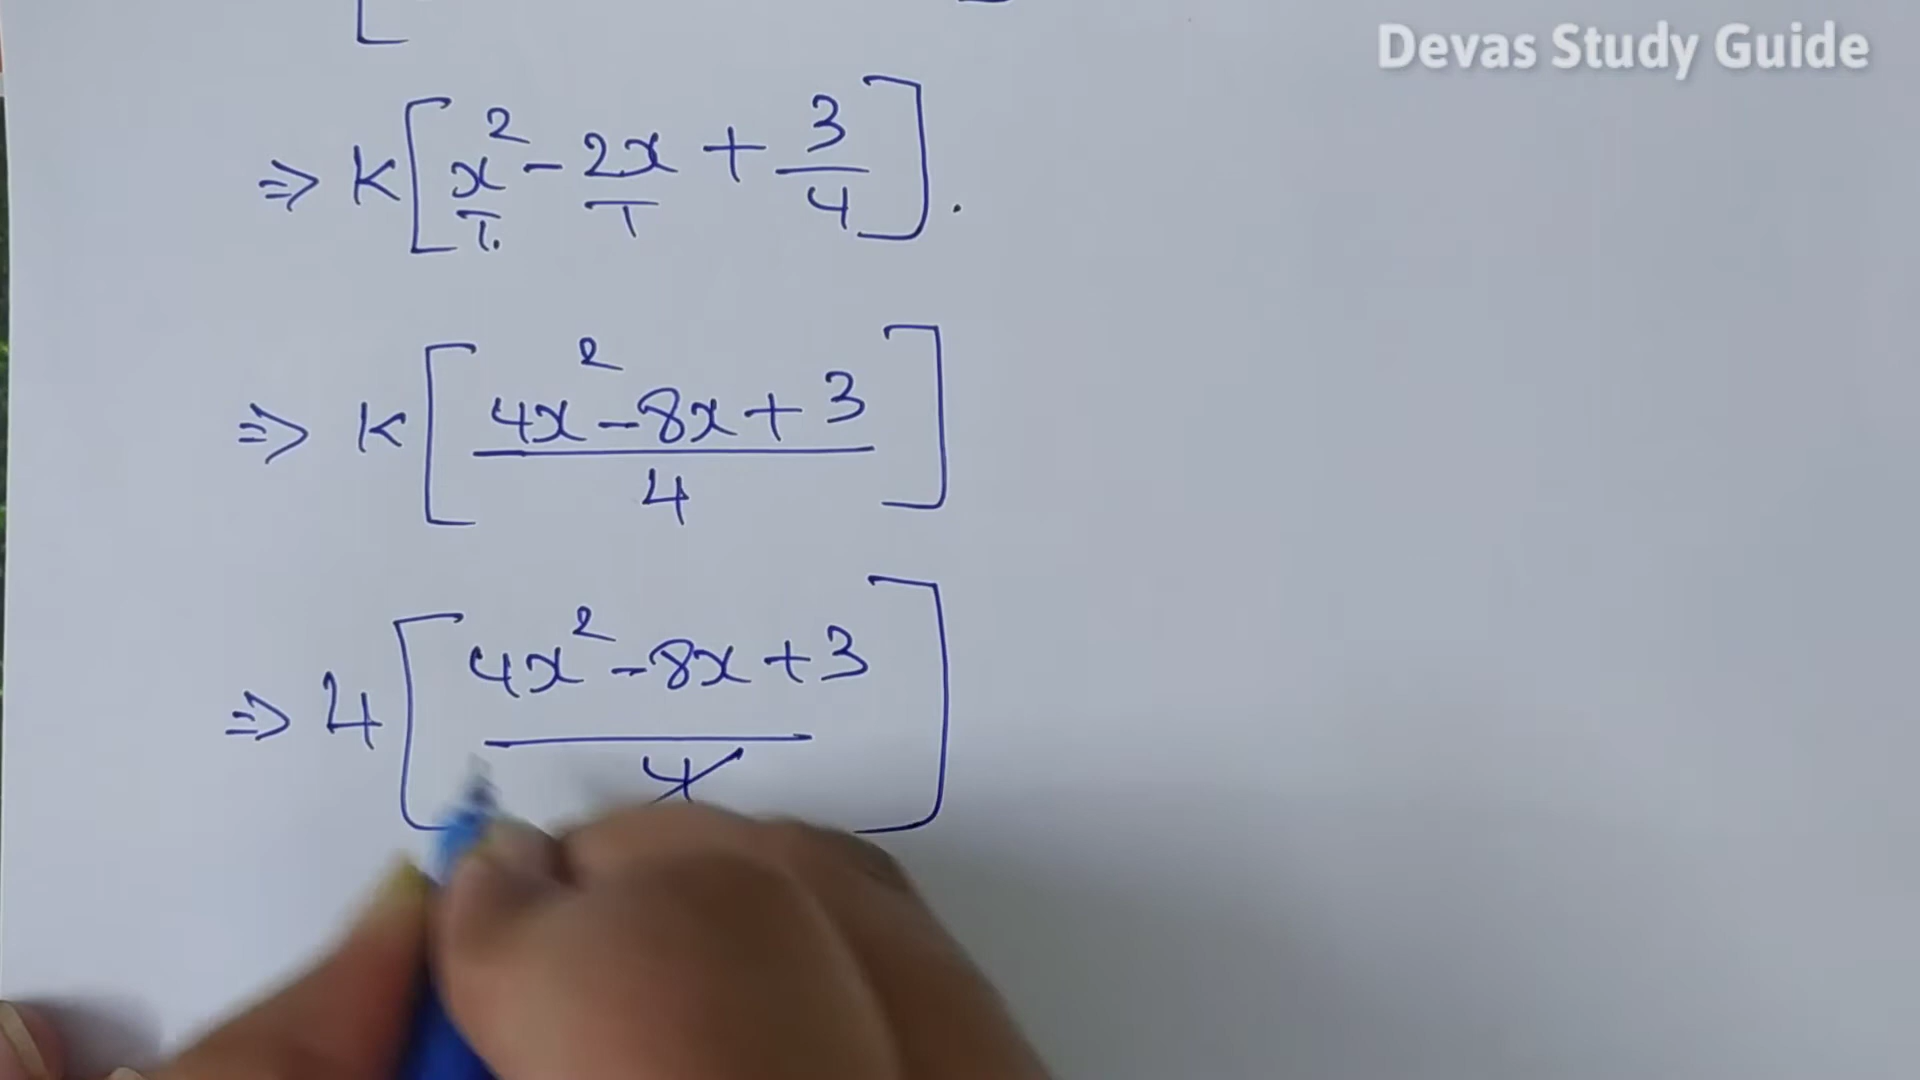 Devas Study Guide
⇒ K[x²/1 - 2x/1 + 3/4].
⇒ K[4x² - 8x + 3 / 4]
⇒ 4[4x² - 8x + 3 / 4]